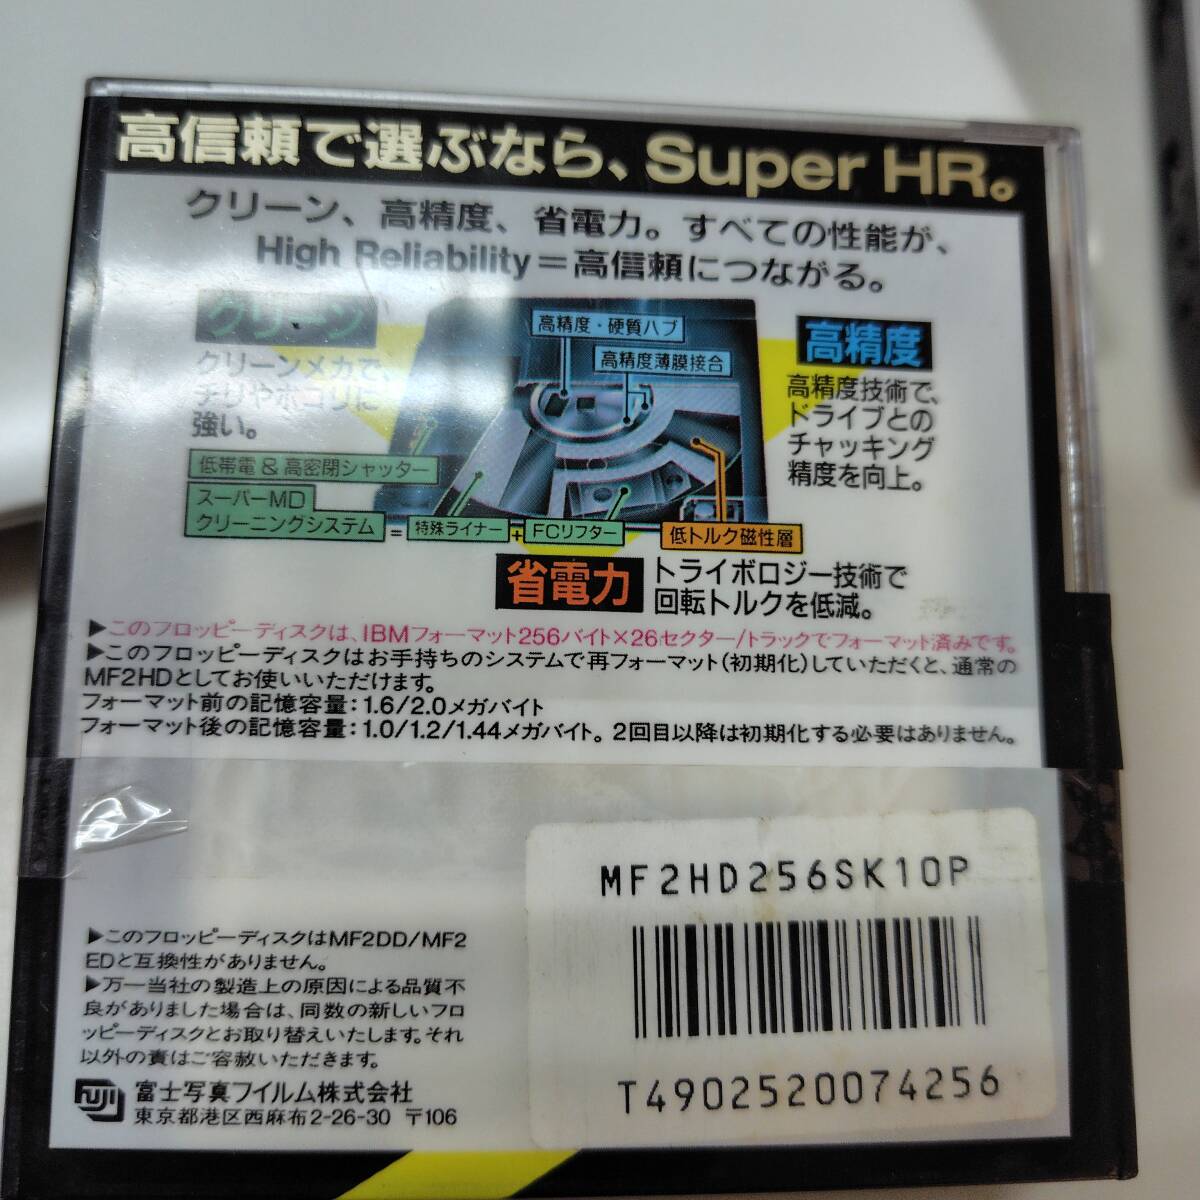 高信頼で選ぶなら、Super HR。
クリーン、高精度、省電力。すべての性能が、
High Reliability=高信頼につながる。
クリーン
クリーンメカで、
チリやホコリに
強い。
高精度・硬質ハブ
高精度薄膜接合
高精度
高精度技術で、
ドライブとの
チャッキング
精度を向上。
低帯電&高密閉シャッター
スーパーMD
クリーニングシステム
=
特殊ライナー
+
FCリフター
低トルク磁性層
省電力
トライボロジー技術で
回転トルクを低減。
▶このフロッピーディスクは、IBMフォーマット256バイト×26セクター/トラックでフォーマット済みです。
▶このフロッピーディスクはお手持ちのシステムで再フォーマット(初期化)していただくと、通常の
MF2HDとしてお使いいただけます。
フォーマット前の記憶容量:1.6/2.0メガバイト
フォーマット後の記憶容量:1.0/1.2/1.44メガバイト。2回目以降は初期化する必要はありません。
▶このフロッピーディスクはMF2DD/MF2
EDと互換性がありません。
▶万一当社の製造上の原因による品質不
良がありました場合は、同数の新しいフロ
ッピーディスクとお取り替えいたします。それ
以外の責はご容赦いただきます。
FUJI
富士写真フイルム株式会社
東京都港区西麻布2-26-30 〒106
MF2HD256SK10P
T4902520074256